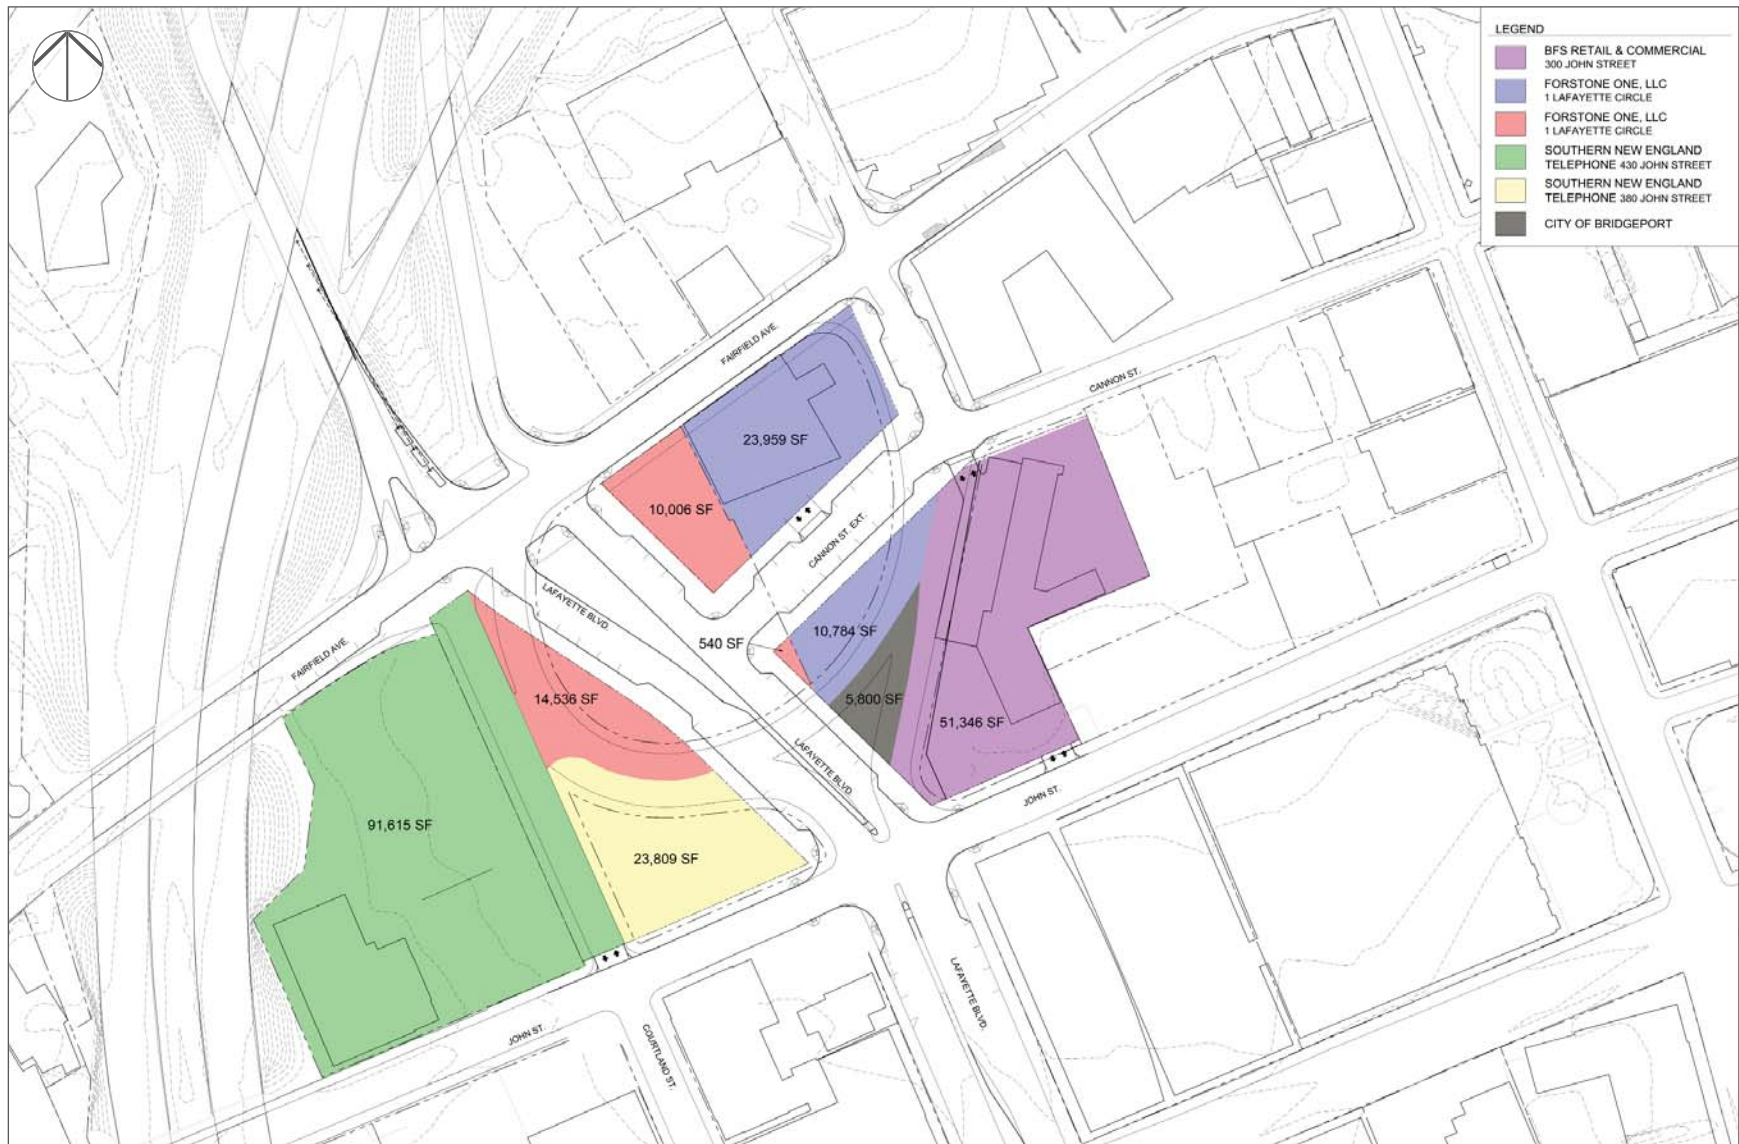 LEGEND
BFS RETAIL & COMMERCIAL
300 JOHN STREET
FORSTONE ONE, LLC
1 LAFAYETTE CIRCLE
FORSTONE ONE, LLC
1 LAFAYETTE CIRCLE
SOUTHERN NEW ENGLAND
TELEPHONE 430 JOHN STREET
SOUTHERN NEW ENGLAND
TELEPHONE 380 JOHN STREET
CITY OF BRIDGEPORT
FAIRFIELD AVE.
CANNON ST.
23,959 SF
10,006 SF
CANNON ST. EXT.
LAFAYETTE BLVD.
10,784 SF
540 SF
FAIRFIELD AVE.
14,536 SF
5,800 SF
51,346 SF
LAFAYETTE BLVD.
JOHN ST.
91,615 SF
23,809 SF
LAFAYETTE BLVD.
JOHN ST.
COURTLAND ST.